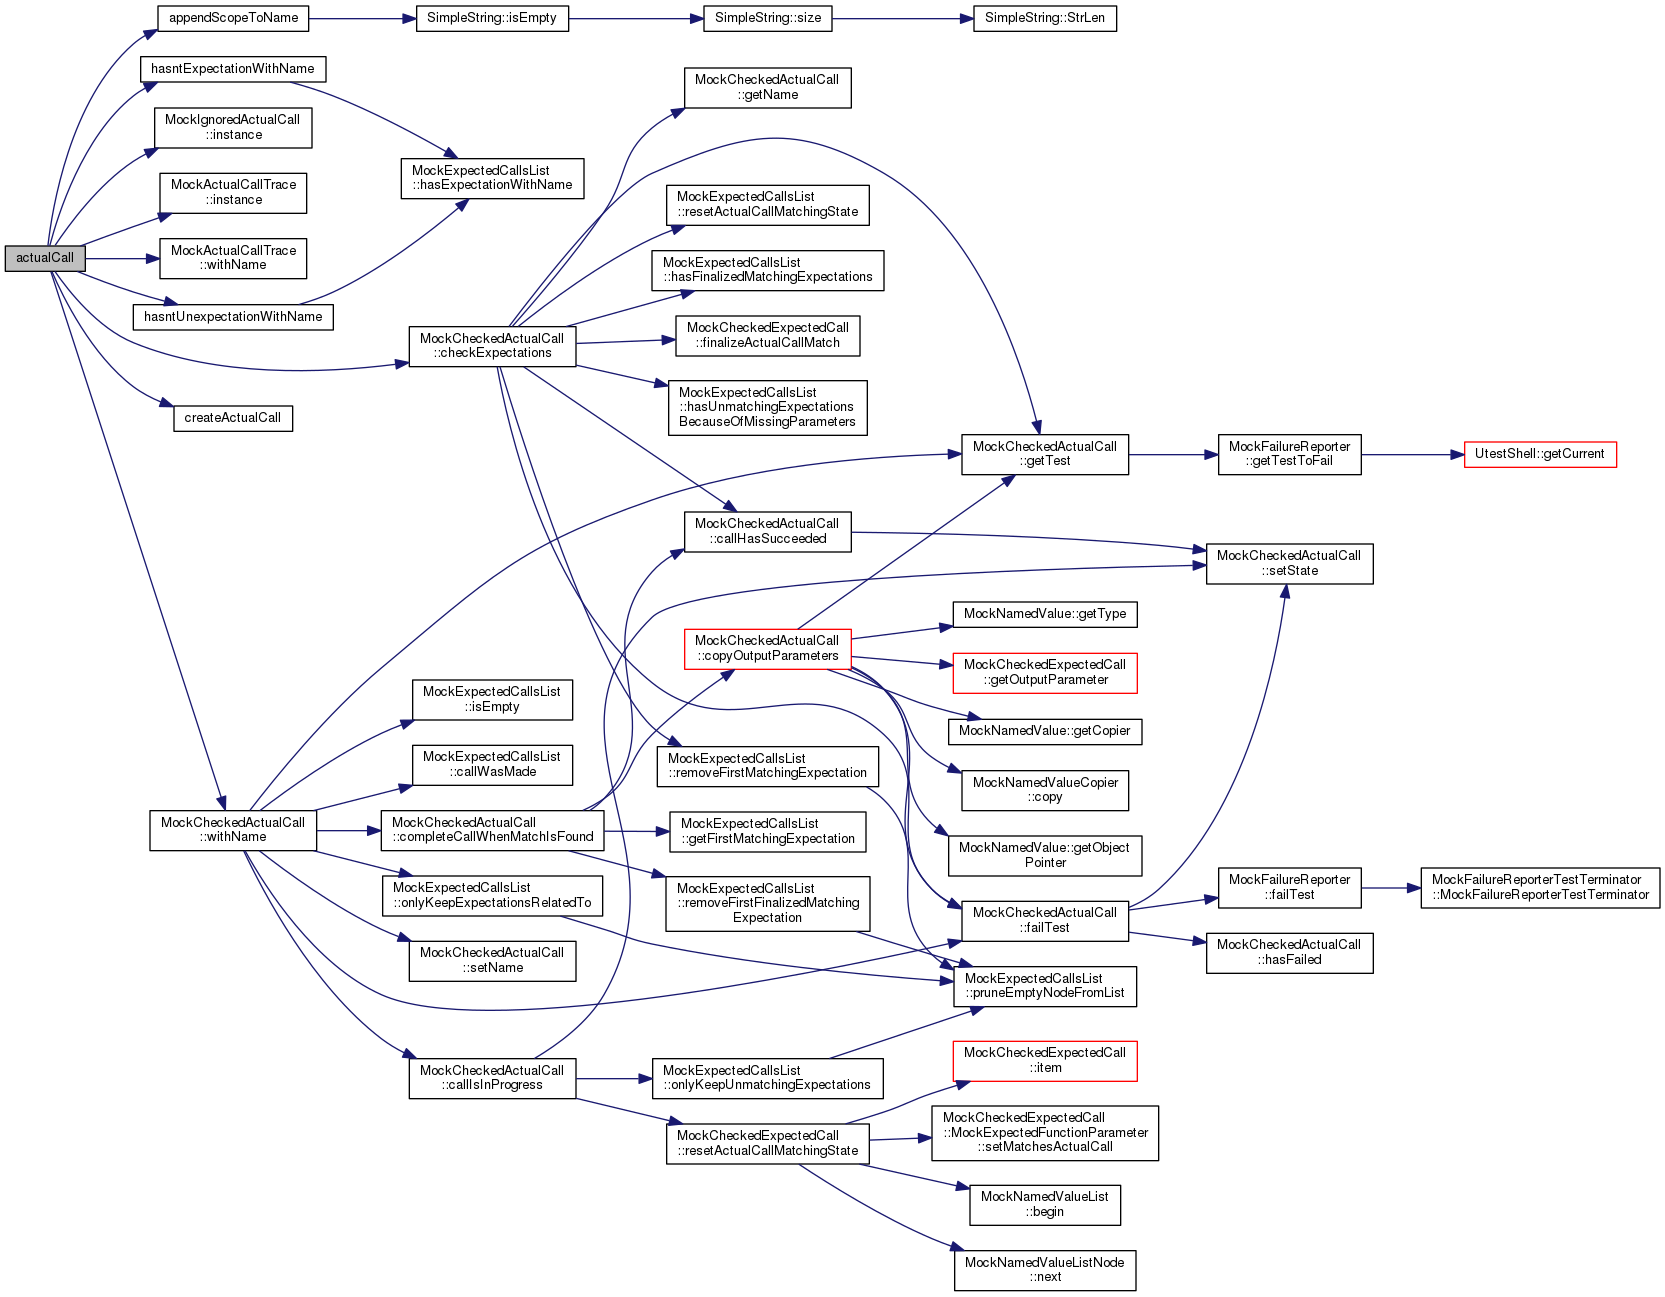 appendScopeToName
SimpleString::isEmpty
SimpleString::size
SimpleString::StrLen
hasntExpectationWithName
MockCheckedActualCall
::getName
MockIgnoredActualCall
::instance
MockExpectedCallsList
::hasExpectationWithName
MockActualCallTrace
::instance
MockExpectedCallsList
::resetActualCallMatchingState
actualCall
MockActualCallTrace
::withName
MockExpectedCallsList
::hasFinalizedMatchingExpectations
hasntUnexpectationWithName
MockCheckedActualCall
::checkExpectations
MockCheckedExpectedCall
::finalizeActualCallMatch
createActualCall
MockExpectedCallsList
::hasUnmatchingExpectations
BecauseOfMissingParameters
MockCheckedActualCall
::getTest
MockFailureReporter
::getTestToFail
UtestShell::getCurrent
MockCheckedActualCall
::callHasSucceeded
MockCheckedActualCall
::setState
MockCheckedActualCall
::copyOutputParameters
MockNamedValue::getType
MockCheckedExpectedCall
::getOutputParameter
MockExpectedCallsList
::isEmpty
MockNamedValue::getCopier
MockExpectedCallsList
::callWasMade
MockExpectedCallsList
::removeFirstMatchingExpectation
MockNamedValueCopier
::copy
MockCheckedActualCall
::withName
MockCheckedActualCall
::completeCallWhenMatchIsFound
MockExpectedCallsList
::getFirstMatchingExpectation
MockNamedValue::getObject
Pointer
MockExpectedCallsList
::onlyKeepExpectationsRelatedTo
MockExpectedCallsList
::removeFirstFinalizedMatching
Expectation
MockCheckedActualCall
::failTest
MockFailureReporter
::failTest
MockFailureReporterTestTerminator
::MockFailureReporterTestTerminator
MockCheckedActualCall
::setName
MockCheckedActualCall
::hasFailed
MockExpectedCallsList
::pruneEmptyNodeFromList
MockCheckedActualCall
::callIsInProgress
MockExpectedCallsList
::onlyKeepUnmatchingExpectations
MockCheckedExpectedCall
::item
MockCheckedExpectedCall
::resetActualCallMatchingState
MockCheckedExpectedCall
::MockExpectedFunctionParameter
::setMatchesActualCall
MockNamedValueList
::begin
MockNamedValueListNode
::next